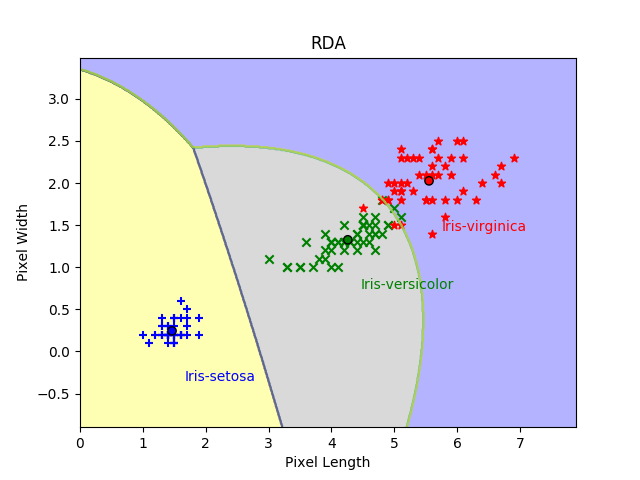 RDA
Pixel Width
3.0
2.5
2.0
1.5
1.0
0.5
0.0
−0.5
Iris-virginica
Iris-versicolor
Iris-setosa
0 1 2 3 4 5 6 7
Pixel Length